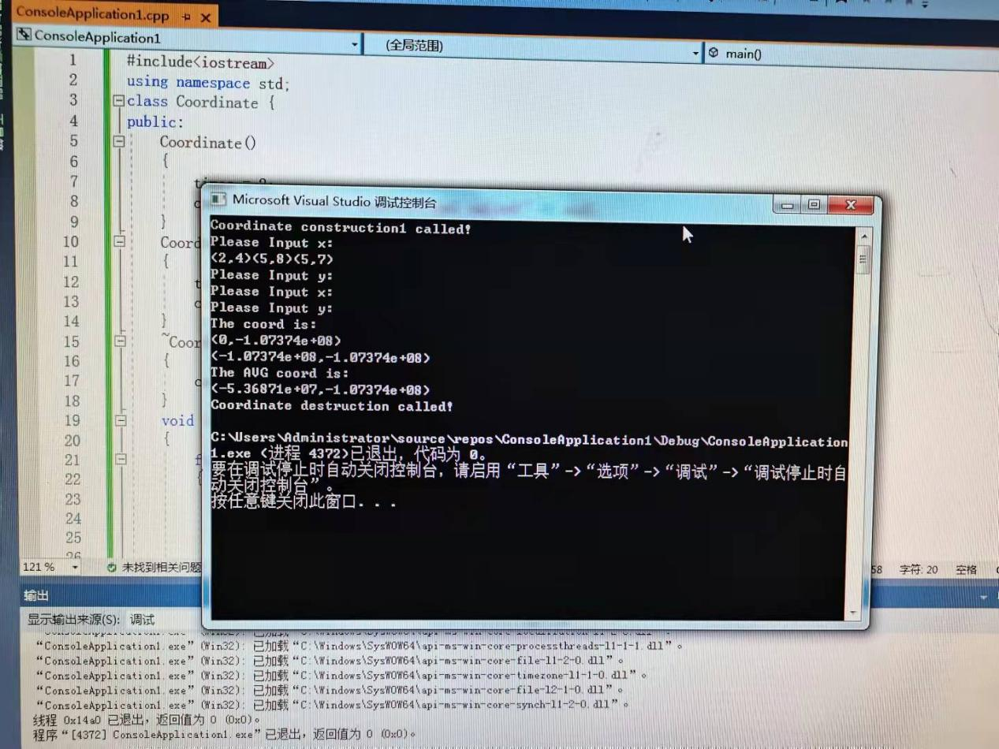 ConsoleApplication1.cpp
ConsoleApplication1
(全局范围)
main()
1 #include<iostream>
2 using namespace std;
3 class Coordinate {
4 public:
5 Coordinate()
6 {
7
8
9 }
10 Coord
11 {
12
13
14 }
15 ~Coor
16 {
17
18 }
19 void
20 {
21
22
23
24
25
26
Microsoft Visual Studio 调试控制台
Coordinate construction1 called!
Please Input x:
(2,4)(5,8)(5,7)
Please Input y:
Please Input x:
Please Input y:
The coord is:
(0,-1.07374e+08)
(-1.07374e+08,-1.07374e+08)
The AVG coord is:
(-5.36871e+07,-1.07374e+08)
Coordinate destruction called!
C:\Users\Administrator\source\repos\ConsoleApplication1\Debug\ConsoleApplication
1.exe (进程 4372)已退出，代码为 0。
要在调试停止时自动关闭控制台，请启用“工具”->“选项”->“调试”->“调试停止时自
动关闭控制台”。
按任意键关闭此窗口. . .
121 %
未找到相关问题
58
字符: 20
空格
输出
显示输出来源(S): 调试
“ConsoleApplication1.exe” (Win32): 已加载“C:\Windows\SysWOW64\api-ms-win-core-processthreads-l1-1-1.dll”。
“ConsoleApplication1.exe” (Win32): 已加载“C:\Windows\SysWOW64\api-ms-win-core-file-l1-2-0.dll”。
“ConsoleApplication1.exe” (Win32): 已加载“C:\Windows\SysWOW64\api-ms-win-core-timezone-l1-1-0.dll”。
“ConsoleApplication1.exe” (Win32): 已加载“C:\Windows\SysWOW64\api-ms-win-core-file-l2-1-0.dll”。
“ConsoleApplication1.exe” (Win32): 已加载“C:\Windows\SysWOW64\api-ms-win-core-synch-l1-2-0.dll”。
线程 0x14a0 已退出，返回值为 0 (0x0)。
程序“[4372] ConsoleApplication1.exe”已退出，返回值为 0 (0x0)。